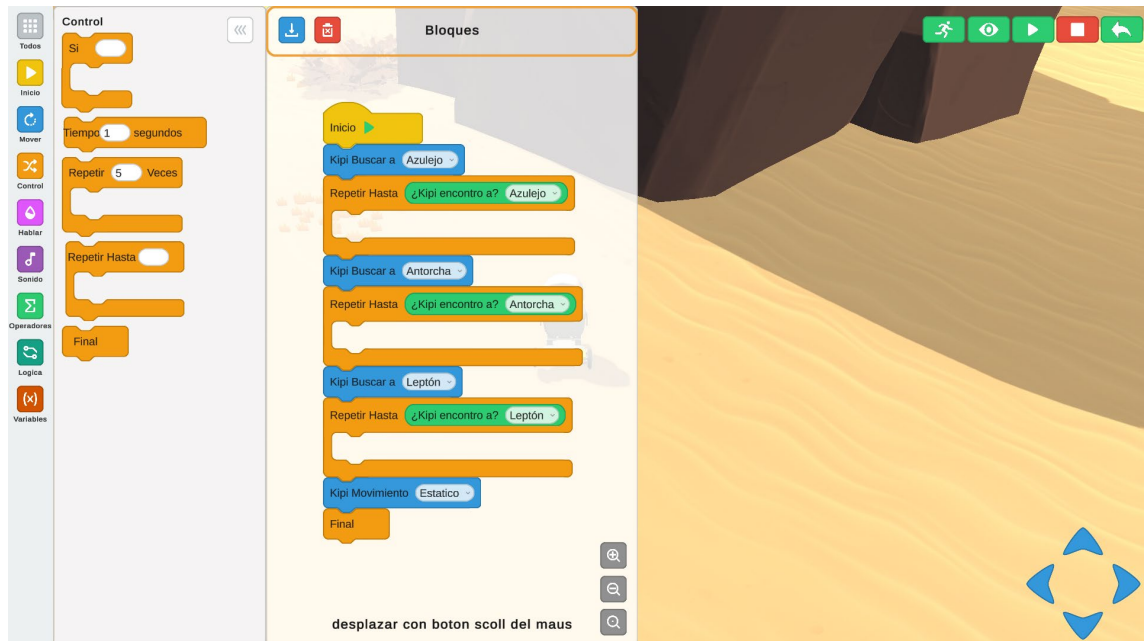 Todos
Inicio
Mover
Control
Hablar
Sonido
Operadores
Logica
(x)
Variables
Control
Si
Tiempo 1 segundos
Repetir 5 Veces
Repetir Hasta
Final
Bloques
Inicio
Kipi Buscar a Azulejo
Repetir Hasta ¿Kipi encontro a? Azulejo
Kipi Buscar a Antorcha
Repetir Hasta ¿Kipi encontro a? Antorcha
Kipi Buscar a Leptón
Repetir Hasta ¿Kipi encontro a? Leptón
Kipi Movimiento Estatico
Final
desplazar con boton scoll del maus